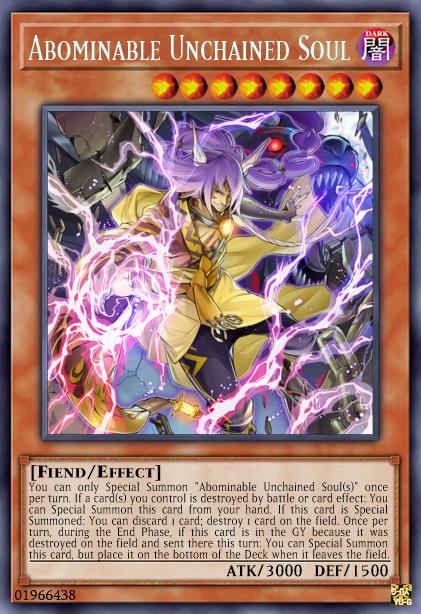 ABOMINABLE UNCHAINED SOUL
DARK
闇
[FIEND/EFFECT]
You can only Special Summon "Abominable Unchained Soul(s)" once
per turn. If a card(s) you control is destroyed by battle or card effect: You
can Special Summon this card from your hand. If this card is Special
Summoned: You can discard 1 card; destroy 1 card on the field. Once per
turn, during the End Phase, if this card is in the GY because it was
destroyed on the field and sent there this turn: You can Special Summon
this card, but place it on the bottom of the Deck when it leaves the field.
ATK/3000 DEF/1500
01966438